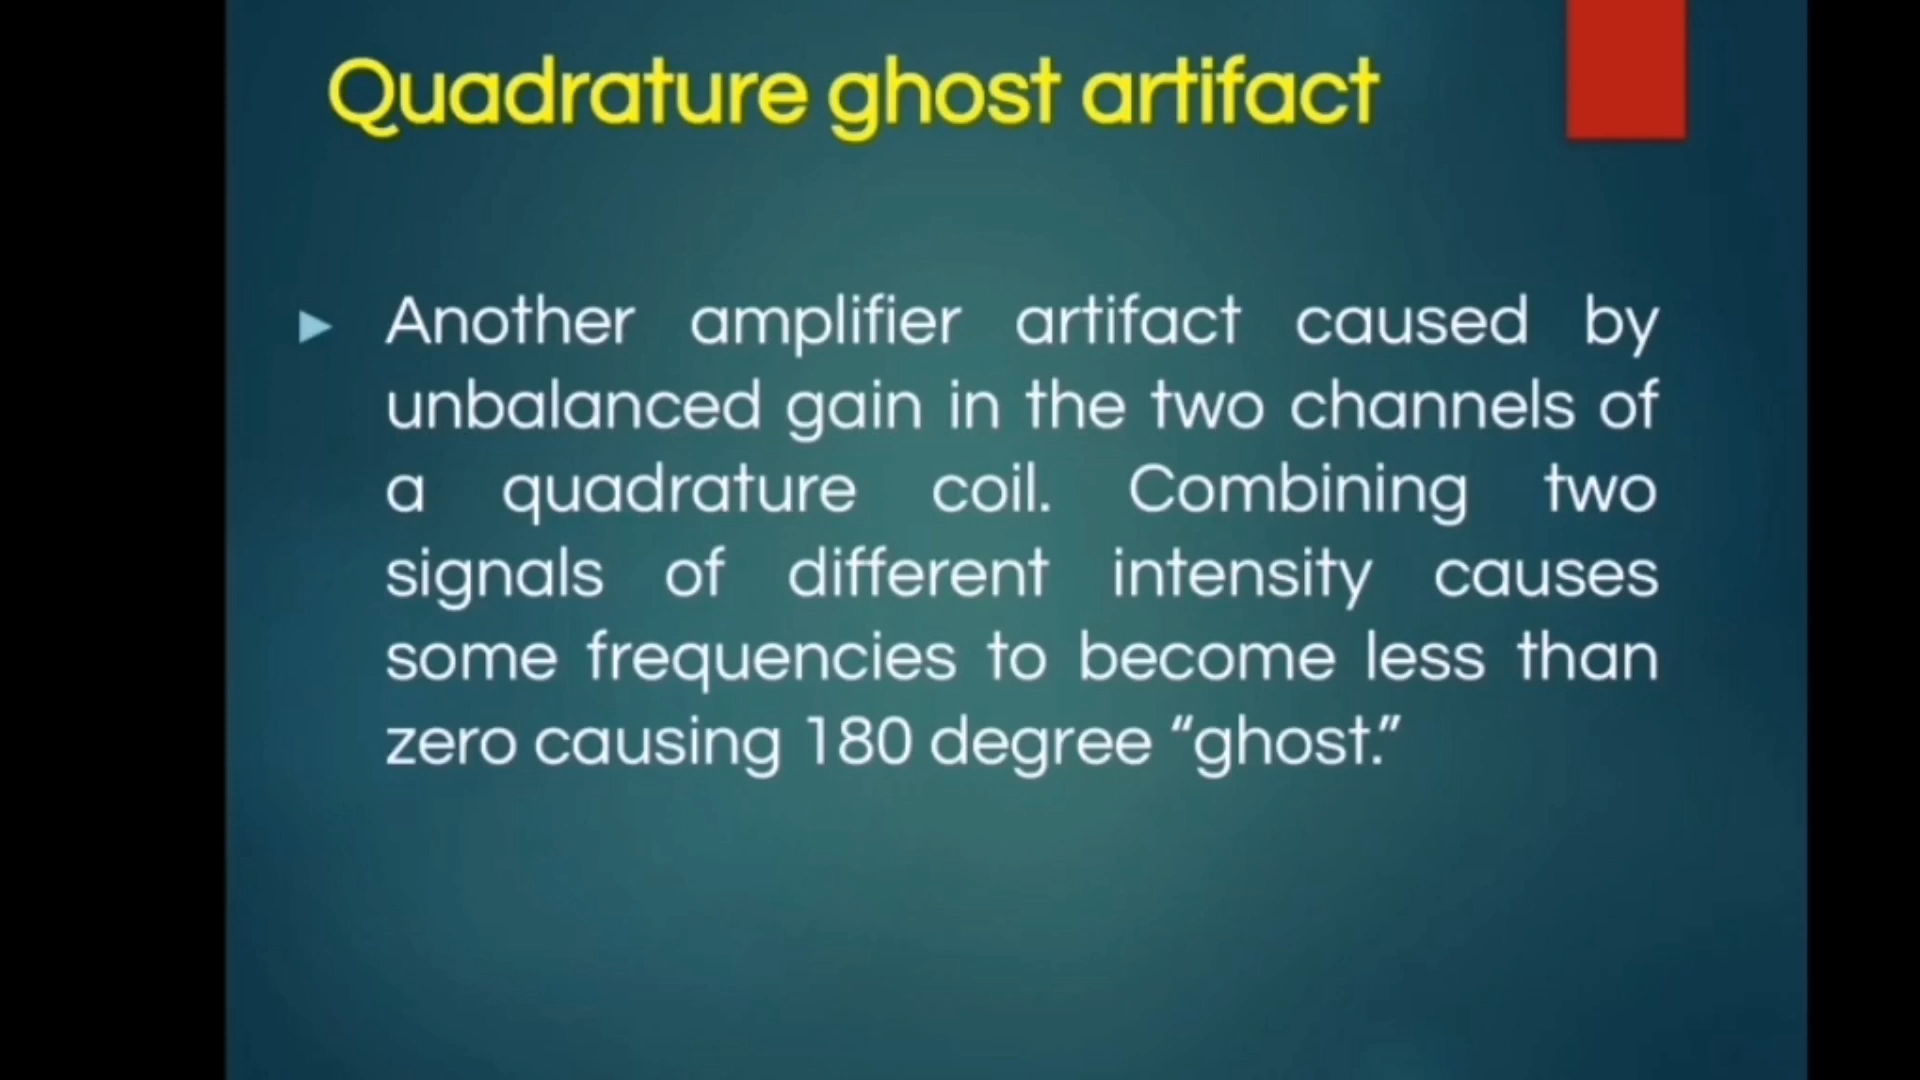 Quadrature ghost artifact
Another amplifier artifact caused by
unbalanced gain in the two channels of
a quadrature coil. Combining two
signals of different intensity causes
some frequencies to become less than
zero causing 180 degree “ghost.”